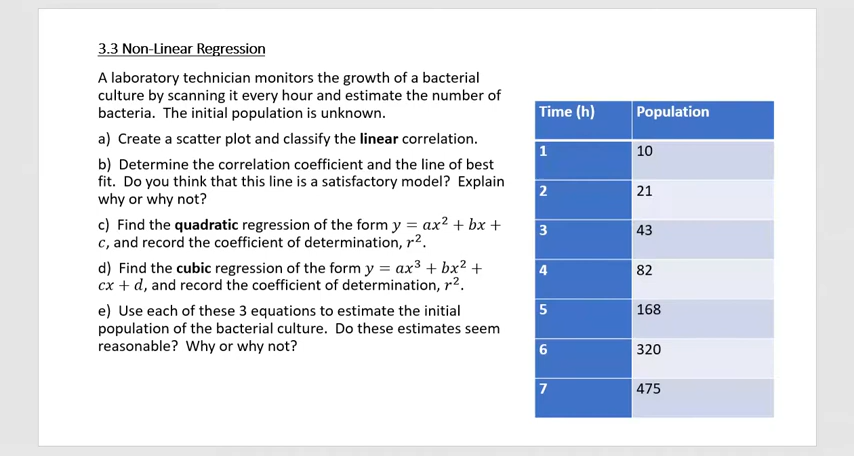 3.3 Non-Linear Regression
A laboratory technician monitors the growth of a bacterial
culture by scanning it every hour and estimate the number of
bacteria. The initial population is unknown.
a) Create a scatter plot and classify the linear correlation.
b) Determine the correlation coefficient and the line of best
fit. Do you think that this line is a satisfactory model? Explain
why or why not?
c) Find the quadratic regression of the form y = ax² + bx +
c, and record the coefficient of determination, r².
d) Find the cubic regression of the form y = ax³ + bx² +
cx + d, and record the coefficient of determination, r².
e) Use each of these 3 equations to estimate the initial
population of the bacterial culture. Do these estimates seem
reasonable? Why or why not?
Time (h) Population
1 10
2 21
3 43
4 82
5 168
6 320
7 475